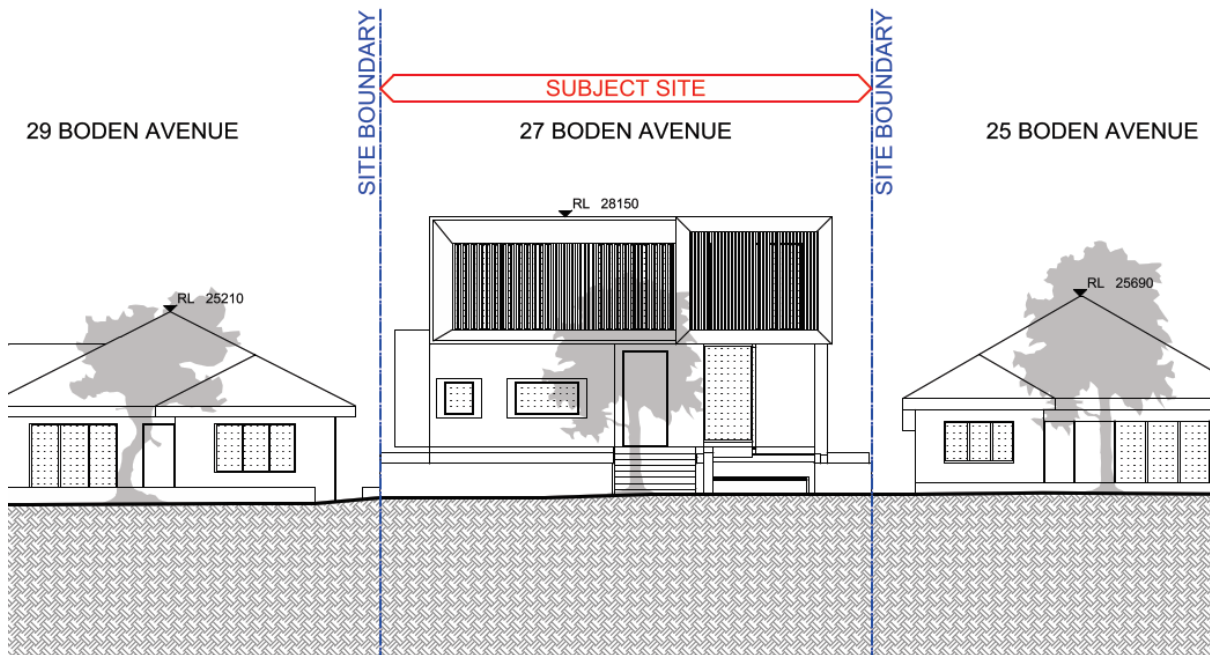 SITE BOUNDARY
SITE BOUNDARY
SUBJECT SITE
29 BODEN AVENUE
27 BODEN AVENUE
25 BODEN AVENUE
RL 28150
RL 25210
RL 25690